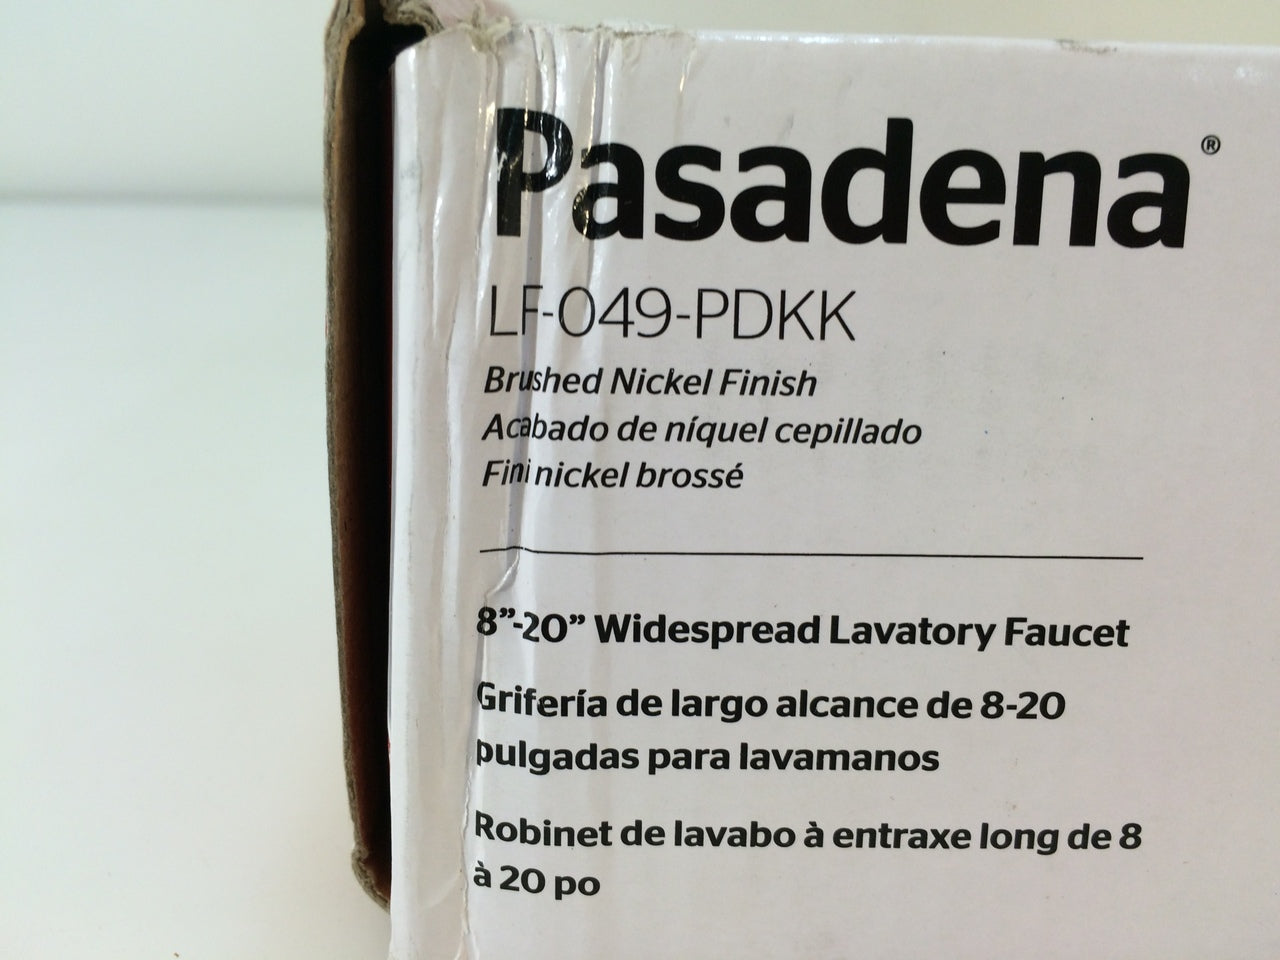 Pasadena®
LF-049-PDKK
Brushed Nickel Finish
Acabado de níquel cepillado
Fini nickel brossé
8”-20” Widespread Lavatory Faucet
Grifería de largo alcance de 8-20
pulgadas para lavamanos
Robinet de lavabo à entraxe long de 8
à 20 po